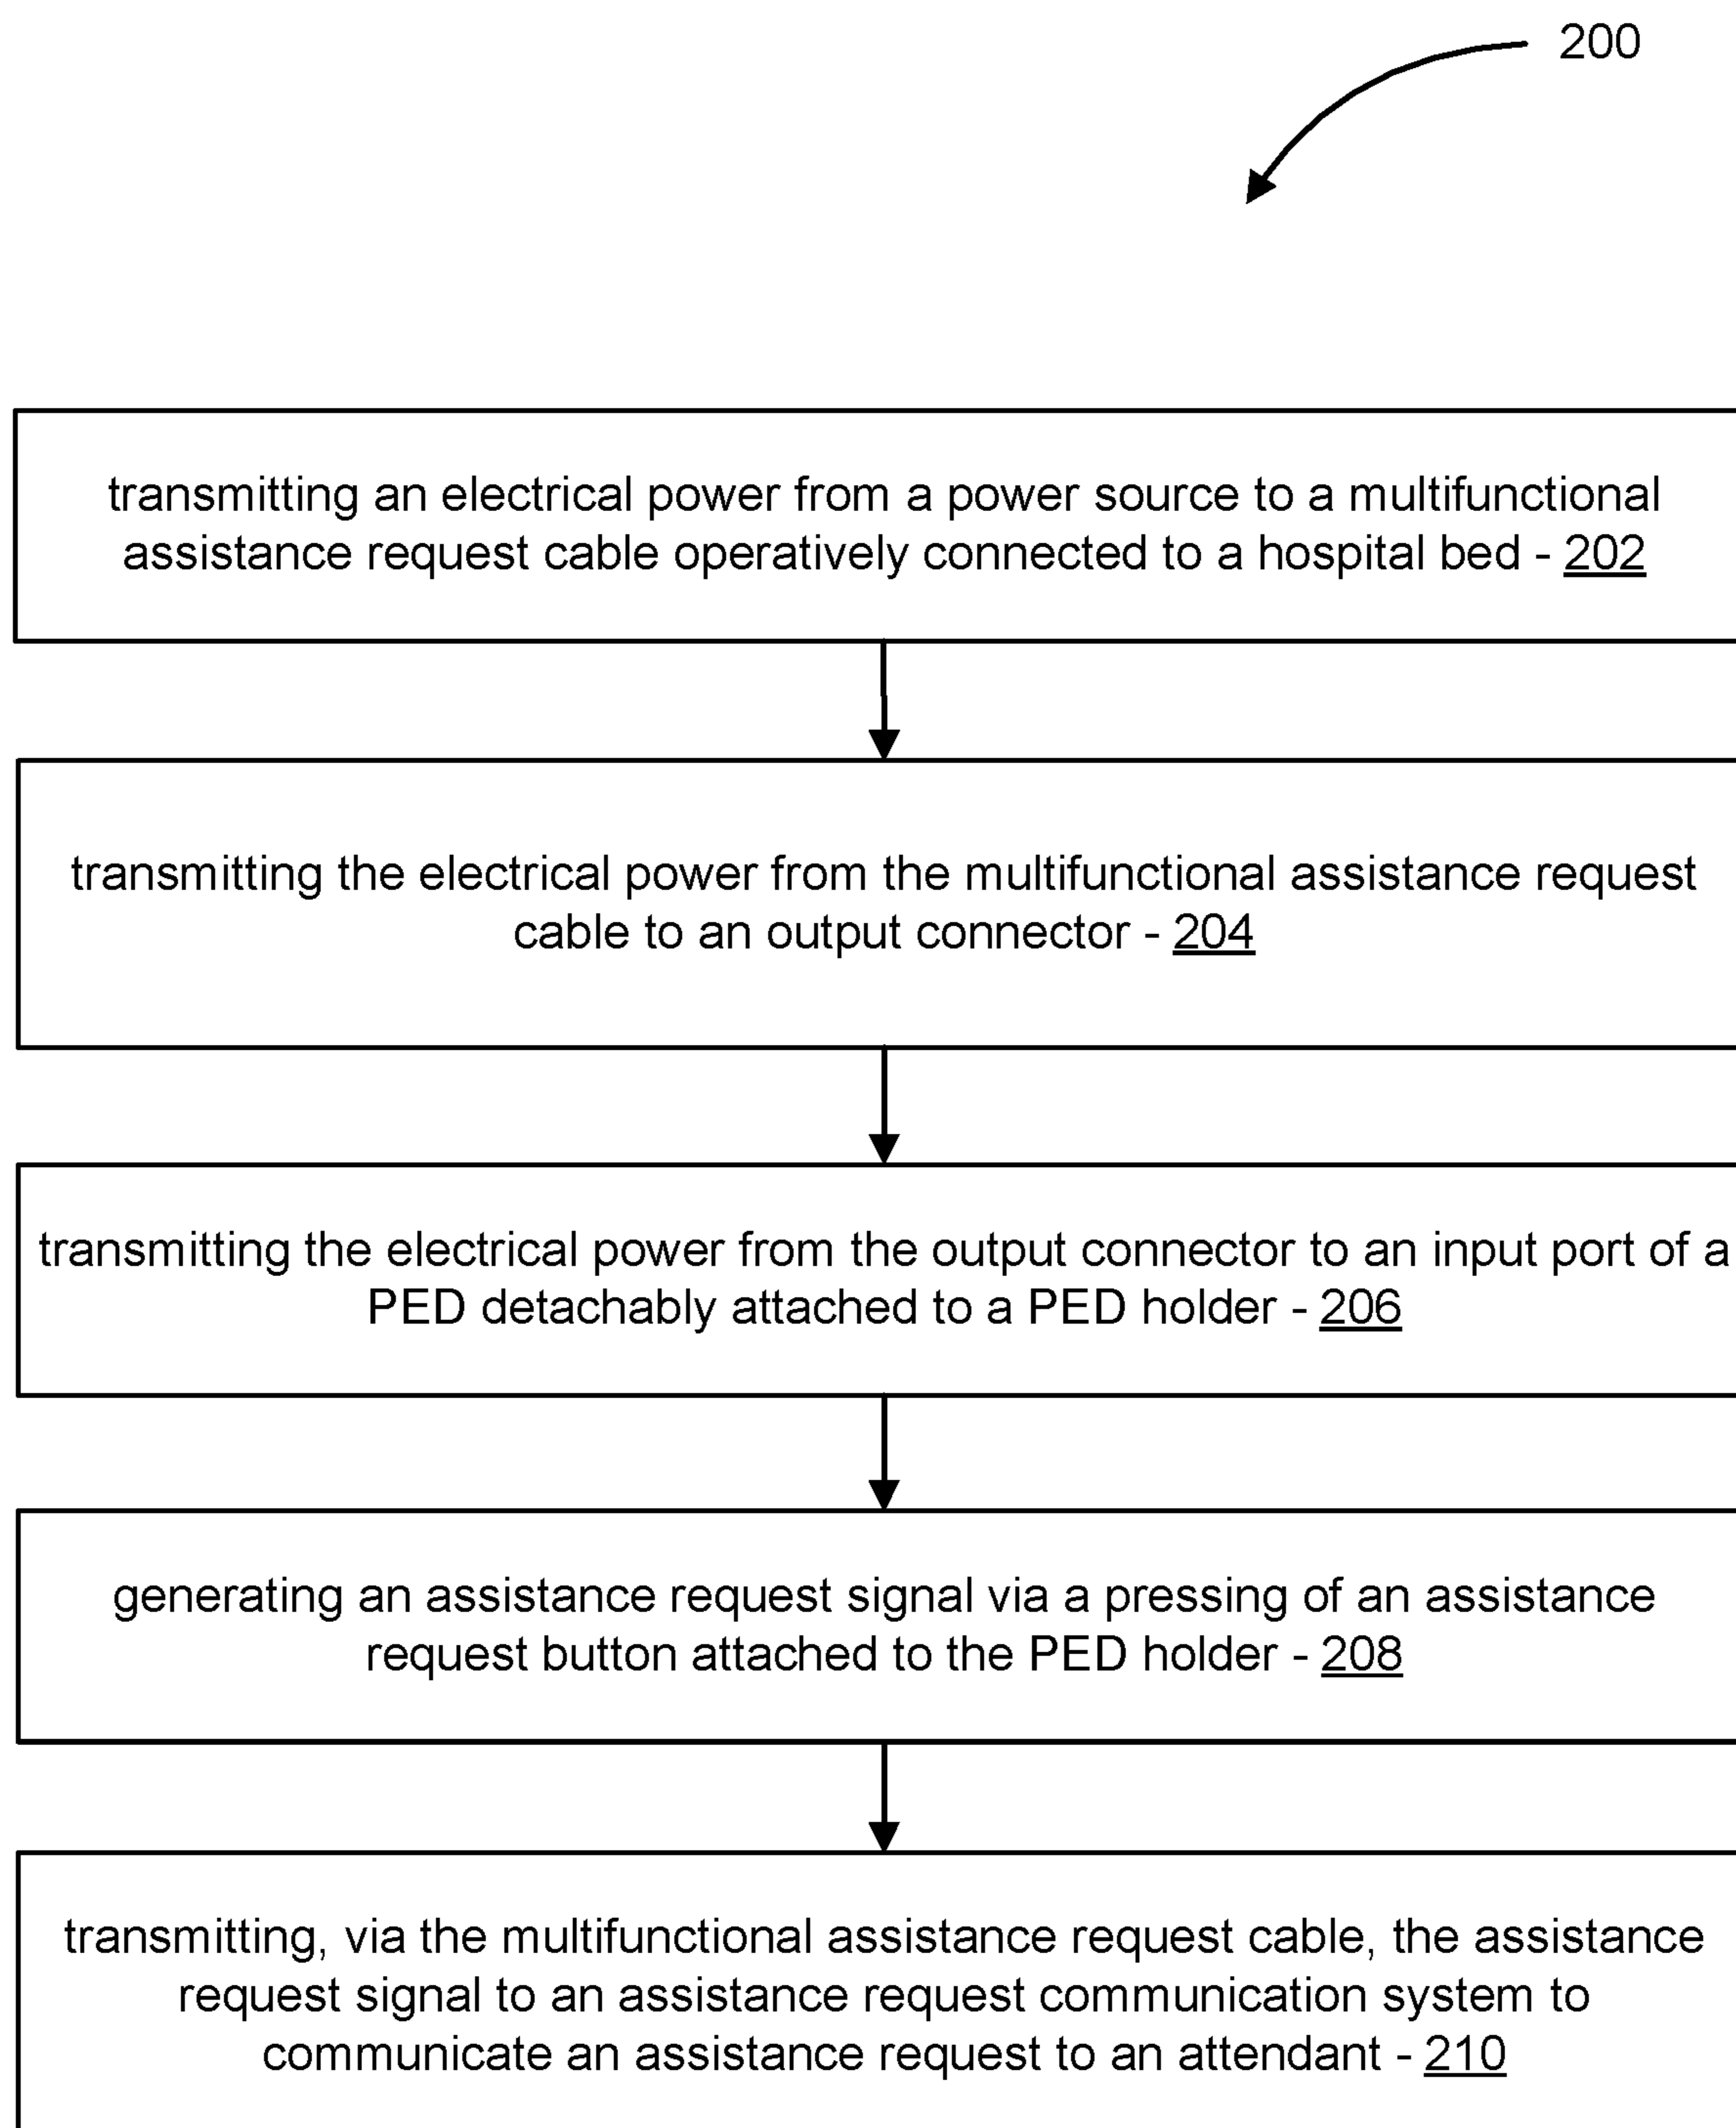 200
transmitting an electrical power from a power source to a multifunctional
assistance request cable operatively connected to a hospital bed - 202
transmitting the electrical power from the multifunctional assistance request
cable to an output connector - 204
transmitting the electrical power from the output connector to an input port of a
PED detachably attached to a PED holder - 206
generating an assistance request signal via a pressing of an assistance
request button attached to the PED holder - 208
transmitting, via the multifunctional assistance request cable, the assistance
request signal to an assistance request communication system to
communicate an assistance request to an attendant - 210